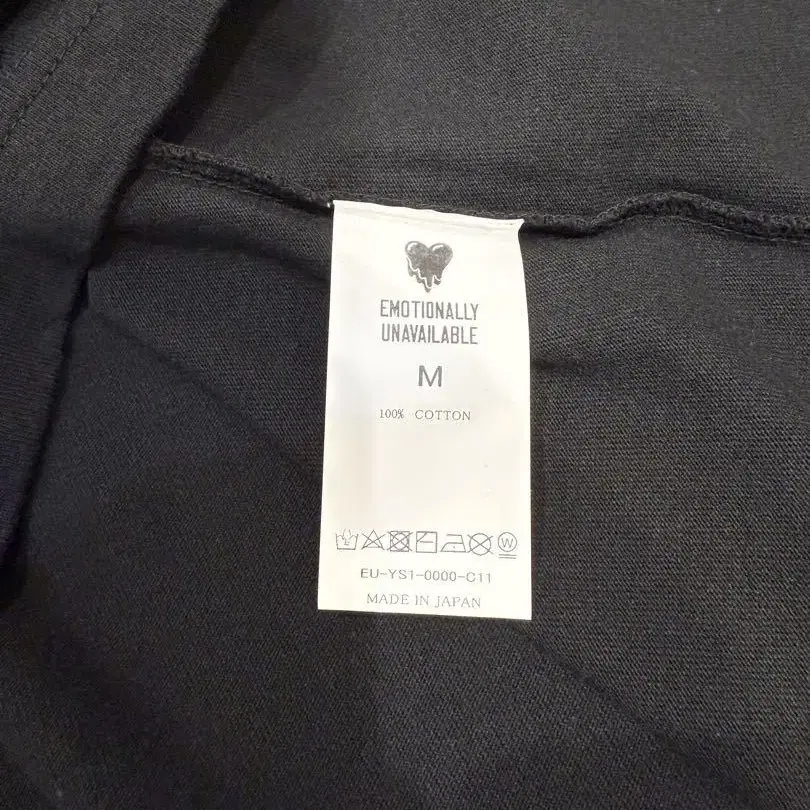 EMOTIONALLY
UNAVAILABLE
M
100% COTTON
W
EU-YS1-0000-C11
MADE IN JAPAN